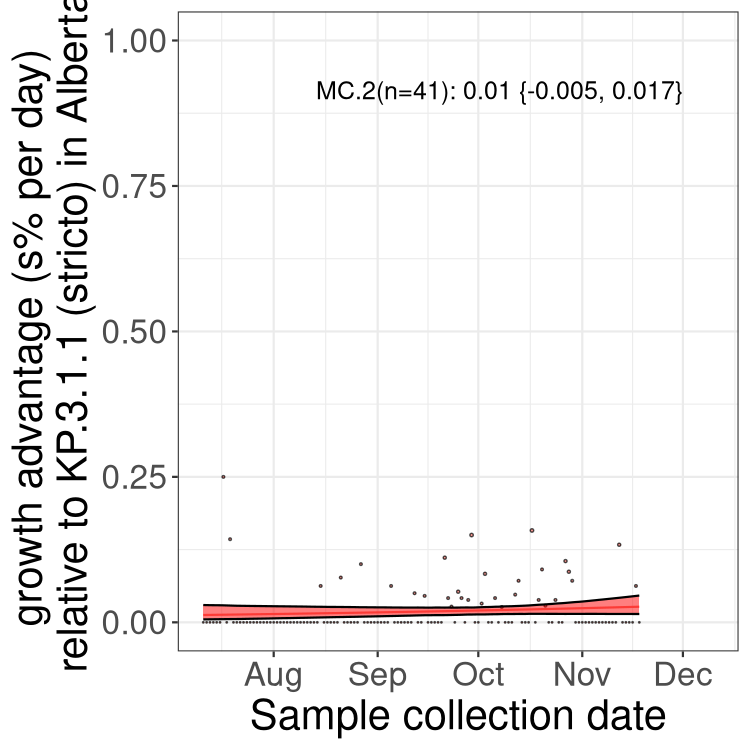 growth advantage (s% per day)
relative to KP.3.1.1 (stricto) in Alberta
1.00
0.75
0.50
0.25
0.00
MC.2(n=41): 0.01 {-0.005, 0.017}
Aug Sep Oct Nov Dec
Sample collection date